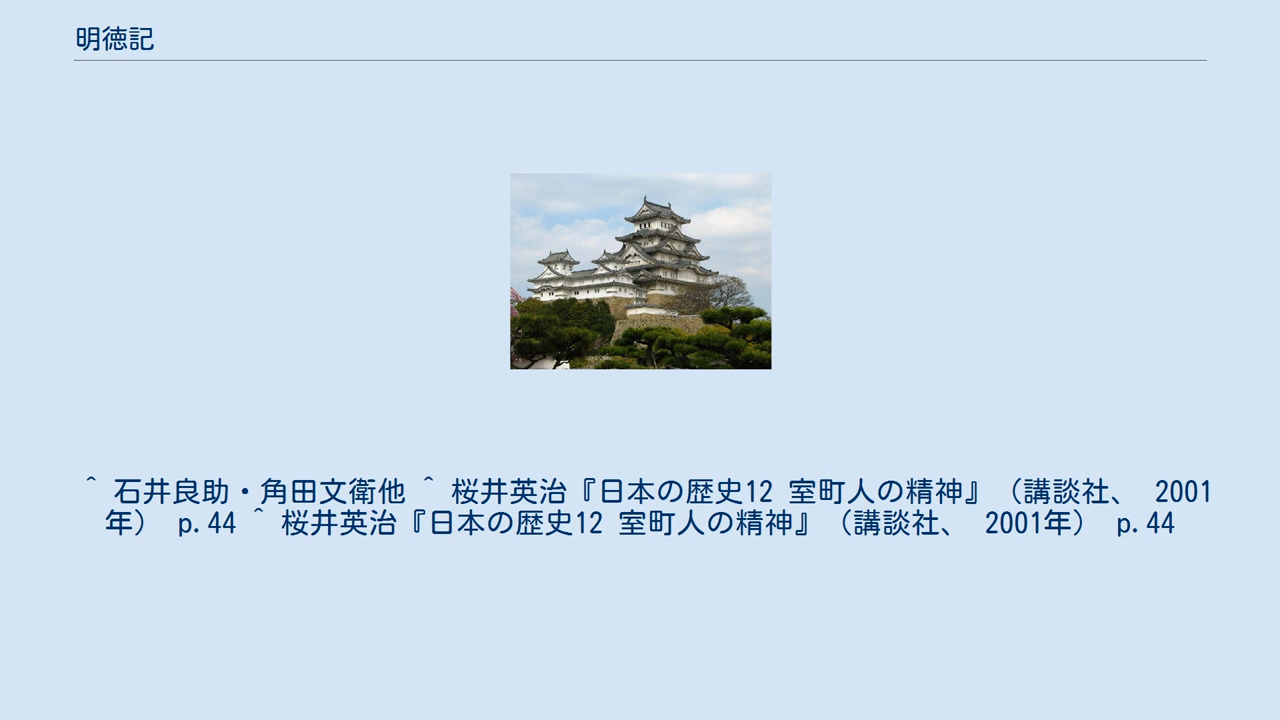 明徳記
^ 石井良助・角田文衛他 ^ 桜井英治『日本の歴史12 室町人の精神』（講談社、 2001
年） p.44 ^ 桜井英治『日本の歴史12 室町人の精神』（講談社、 2001年） p.44